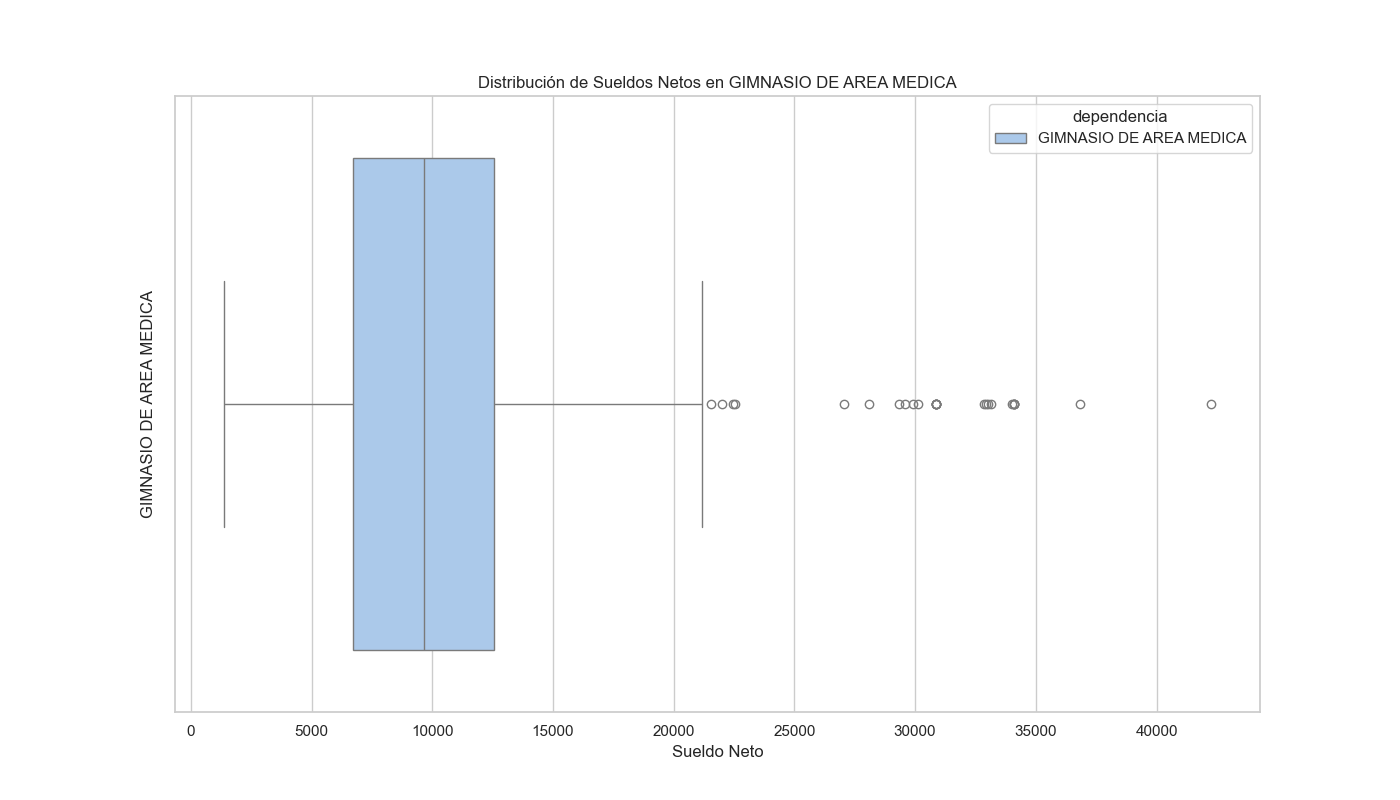 Distribución de Sueldos Netos en GIMNASIO DE AREA MEDICA
dependencia
GIMNASIO DE AREA MEDICA
GIMNASIO DE AREA MEDICA
0 5000 10000 15000 20000 25000 30000 35000 40000
Sueldo Neto